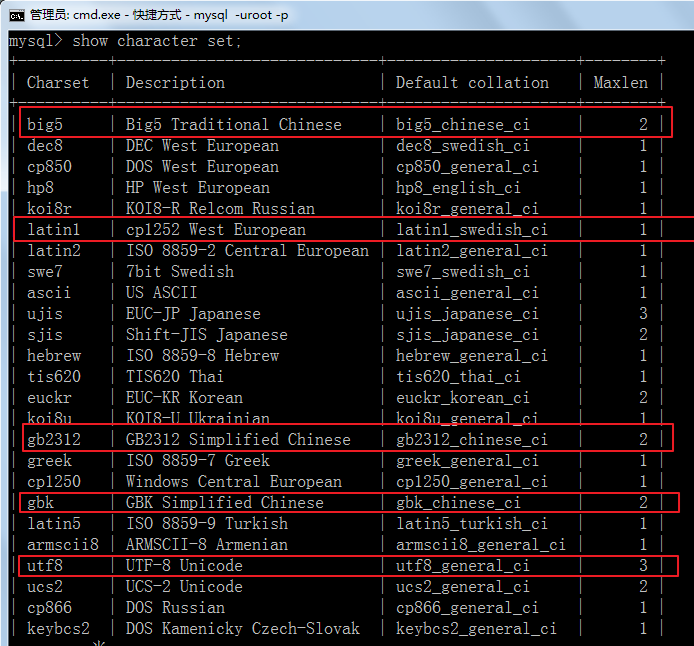 管理员: cmd.exe - 快捷方式 - mysql -uroot -p
mysql> show character set;
+----------+-----------------------------+---------------------+--------+
| Charset | Description | Default collation | Maxlen |
+----------+-----------------------------+---------------------+--------+
| big5 | Big5 Traditional Chinese | big5_chinese_ci | 2 |
| dec8 | DEC West European | dec8_swedish_ci | 1 |
| cp850 | DOS West European | cp850_general_ci | 1 |
| hp8 | HP West European | hp8_english_ci | 1 |
| koi8r | KOI8-R Relcom Russian | koi8r_general_ci | 1 |
| latin1 | cp1252 West European | latin1_swedish_ci | 1 |
| latin2 | ISO 8859-2 Central European | latin2_general_ci | 1 |
| swe7 | 7bit Swedish | swe7_swedish_ci | 1 |
| ascii | US ASCII | ascii_general_ci | 1 |
| ujis | EUC-JP Japanese | ujis_japanese_ci | 3 |
| sjis | Shift-JIS Japanese | sjis_japanese_ci | 2 |
| hebrew | ISO 8859-8 Hebrew | hebrew_general_ci | 1 |
| tis620 | TIS620 Thai | tis620_thai_ci | 1 |
| euckr | EUC-KR Korean | euckr_korean_ci | 2 |
| koi8u | KOI8-U Ukrainian | koi8u_general_ci | 1 |
| gb2312 | GB2312 Simplified Chinese | gb2312_chinese_ci | 2 |
| greek | ISO 8859-7 Greek | greek_general_ci | 1 |
| cp1250 | Windows Central European | cp1250_general_ci | 1 |
| gbk | GBK Simplified Chinese | gbk_chinese_ci | 2 |
| latin5 | ISO 8859-9 Turkish | latin5_turkish_ci | 1 |
| armscii8 | ARMSCII-8 Armenian | armscii8_general_ci | 1 |
| utf8 | UTF-8 Unicode | utf8_general_ci | 3 |
| ucs2 | UCS-2 Unicode | ucs2_general_ci | 2 |
| cp866 | DOS Russian | cp866_general_ci | 1 |
| keybcs2 | DOS Kamenicky Czech-Slovak | keybcs2_general_ci | 1 |